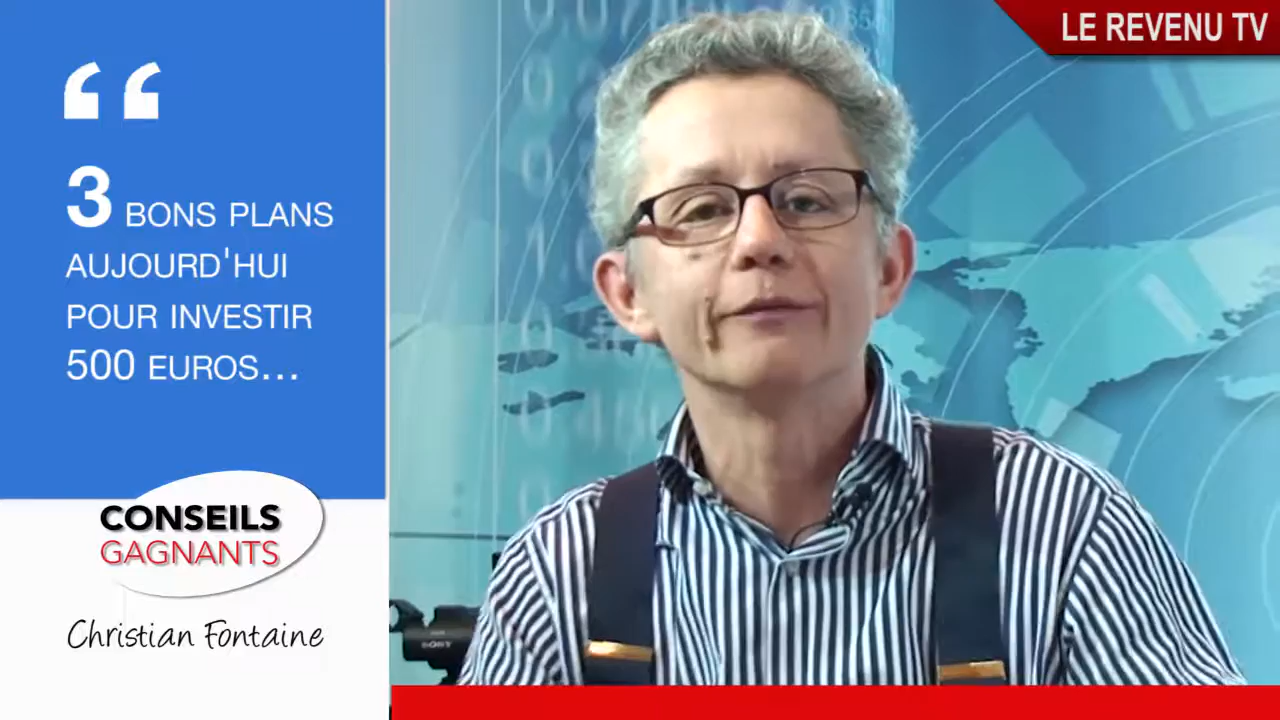 LE REVENU TV
“
3 BONS PLANS
AUJOURD'HUI
POUR INVESTIR
500 EUROS...
CONSEILS
GAGNANTS
Christian Fontaine
SONY